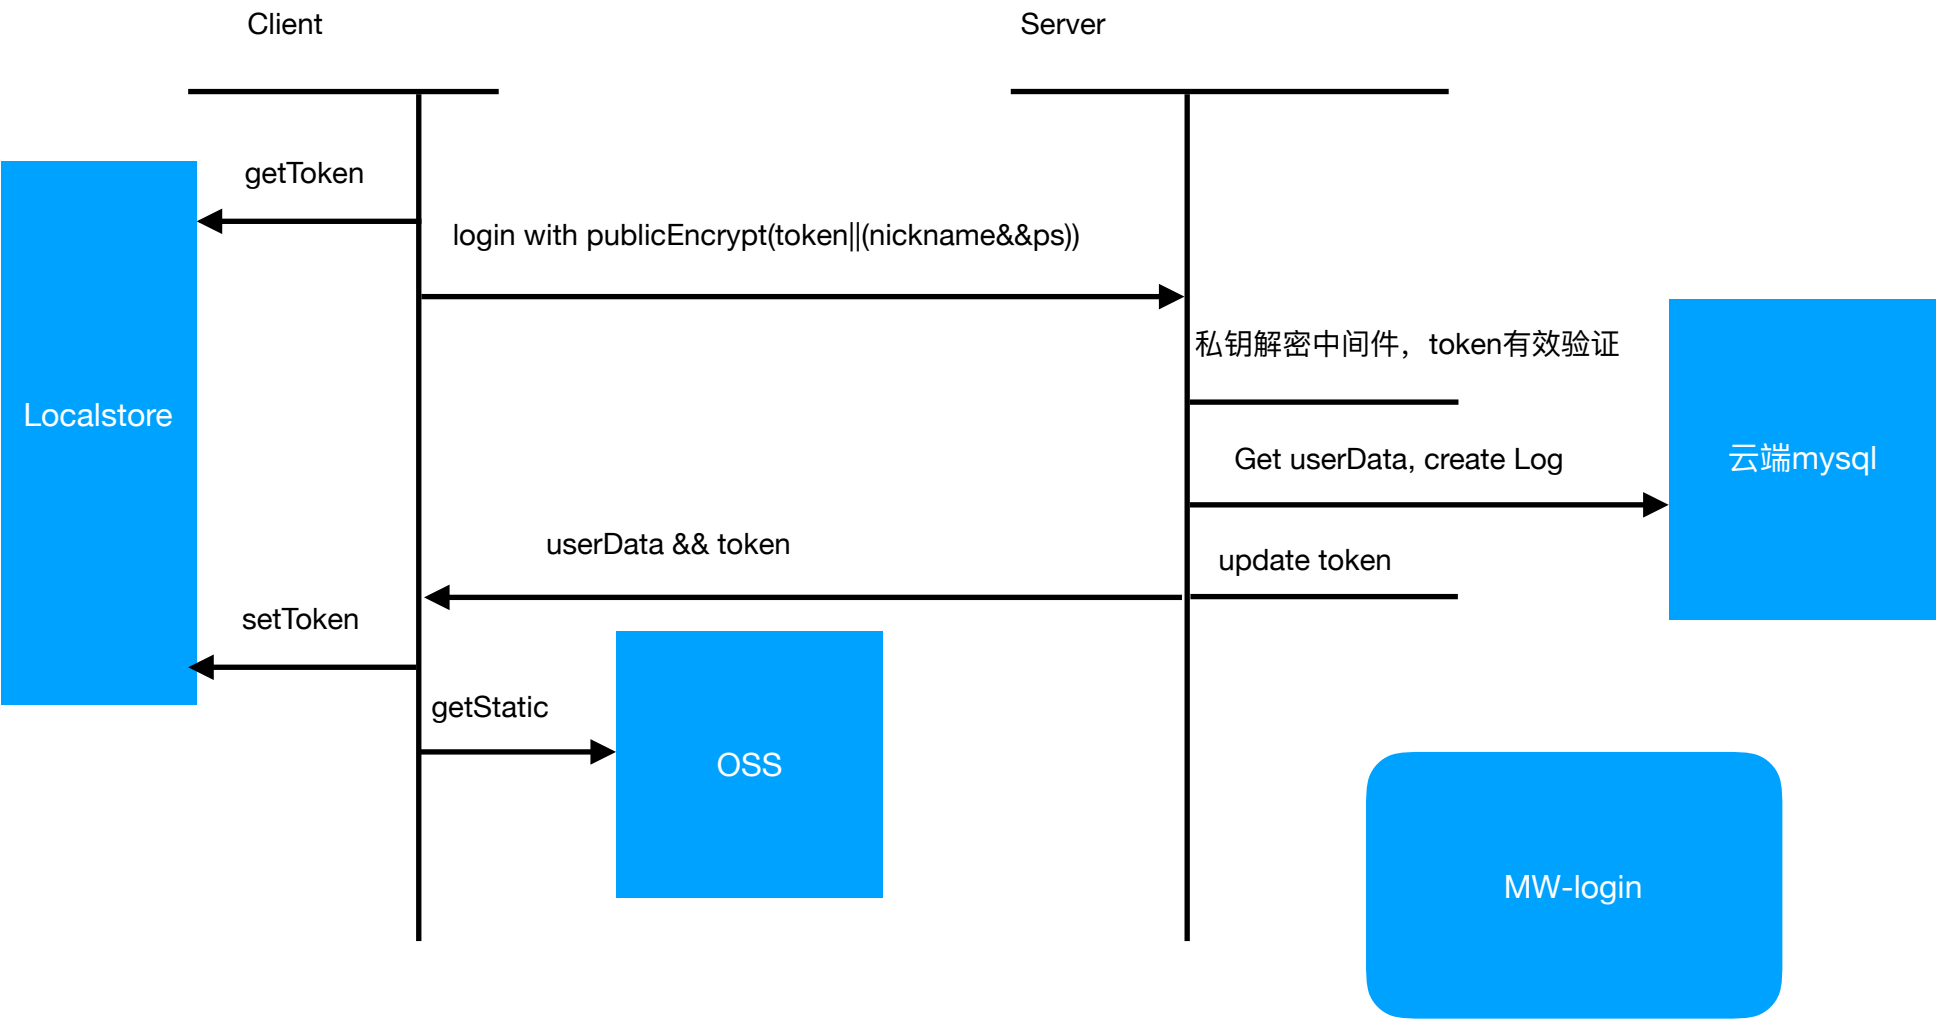 Client
Server
getToken
login with publicEncrypt(token||(nickname&&ps))
私钥解密中间件，token有效验证
Localstore
Get userData, create Log
云端mysql
userData && token
update token
setToken
getStatic
OSS
MW-login